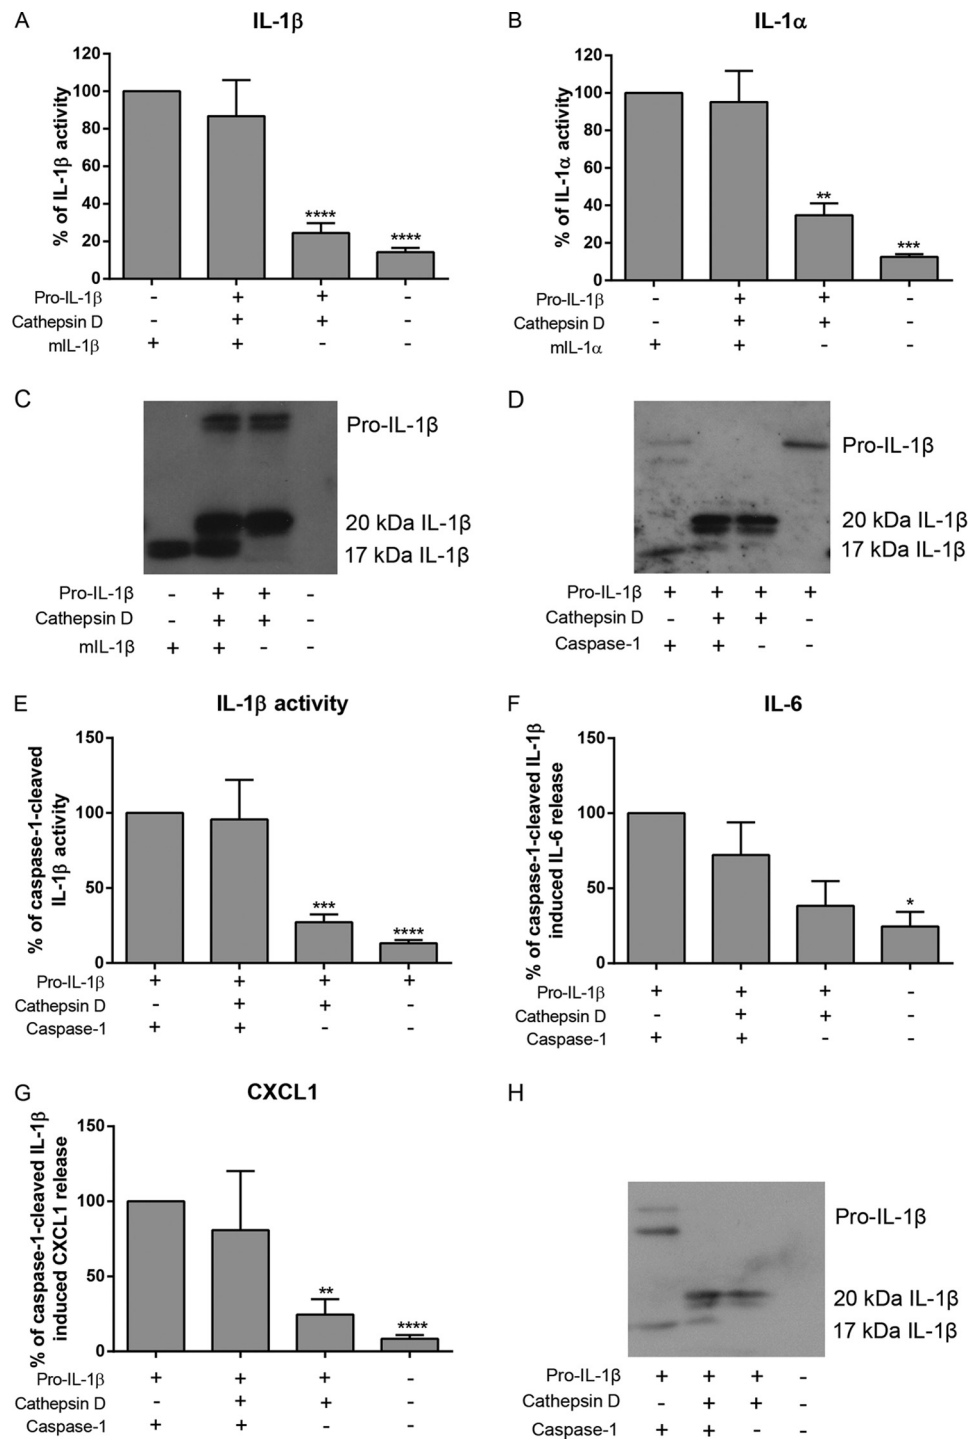 A
IL-1β
% of IL-1β activity
120
100
80
60
40
20
0
****
****
Pro-IL-1β - + + -
Cathepsin D - + + -
mIL-1β + + - -
B
IL-1α
% of IL-1α activity
120
100
80
60
40
20
0
**
***
Pro-IL-1β - + + -
Cathepsin D - + + -
mIL-1α + + - -
C
Pro-IL-1β
20 kDa IL-1β
17 kDa IL-1β
Pro-IL-1β - + + -
Cathepsin D - + + -
mIL-1β + + - -
D
Pro-IL-1β
20 kDa IL-1β
17 kDa IL-1β
Pro-IL-1β + + + +
Cathepsin D - + + -
Caspase-1 + + - -
E
IL-1β activity
% of caspase-1-cleaved
IL-1β activity
150
100
50
0
***
****
Pro-IL-1β + + + +
Cathepsin D - + + -
Caspase-1 + + - -
F
IL-6
% of caspase-1-cleaved IL-1β
induced IL-6 release
150
100
50
0
*
Pro-IL-1β + + + -
Cathepsin D - + + -
Caspase-1 + + - -
G
CXCL1
% of caspase-1-cleaved IL-1β
induced CXCL1 release
150
100
50
0
**
****
Pro-IL-1β + + + -
Cathepsin D - + + -
Caspase-1 + + - -
H
Pro-IL-1β
20 kDa IL-1β
17 kDa IL-1β
Pro-IL-1β + + + -
Cathepsin D - + + -
Caspase-1 + + - -